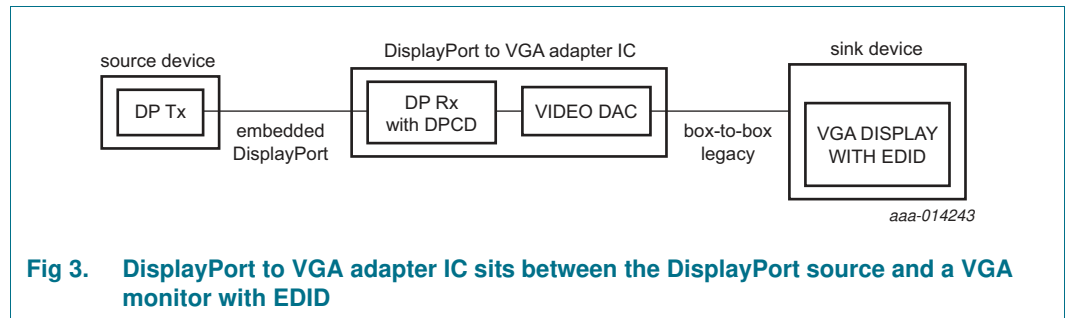 source device
DP Tx
embedded
DisplayPort
DisplayPort to VGA adapter IC
DP Rx
with DPCD
VIDEO DAC
box-to-box
legacy
sink device
VGA DISPLAY
WITH EDID
aaa-014243
Fig 3. DisplayPort to VGA adapter IC sits between the DisplayPort source and a VGA
monitor with EDID